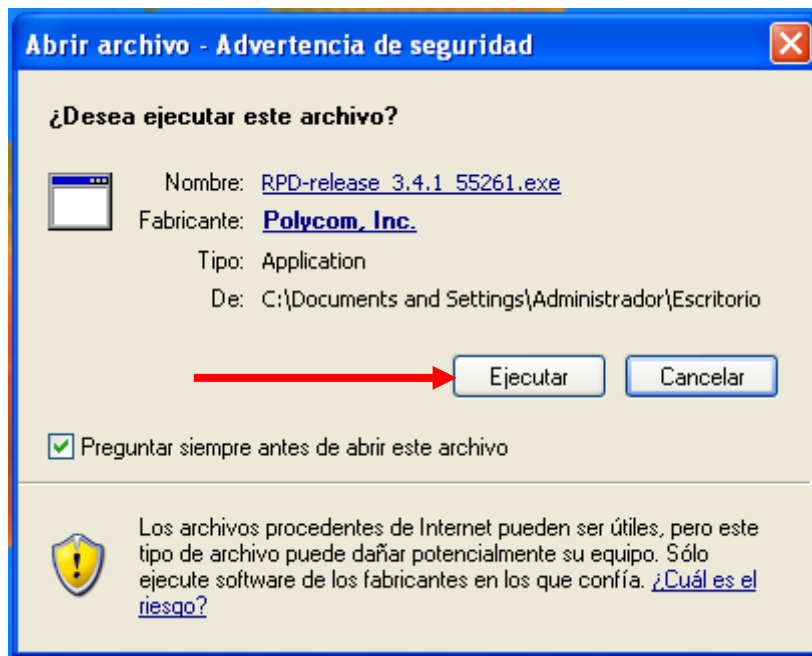 Abrir archivo - Advertencia de seguridad
¿Desea ejecutar este archivo?
Nombre: RPD-release_3.4.1_55261.exe
Fabricante: Polycom, Inc.
Tipo: Application
De: C:\Documents and Settings\Administrador\Escritorio
Ejecutar Cancelar
Preguntar siempre antes de abrir este archivo
Los archivos procedentes de Internet pueden ser útiles, pero este
tipo de archivo puede dañar potencialmente su equipo. Sólo
ejecute software de los fabricantes en los que confía. ¿Cuál es el
riesgo?